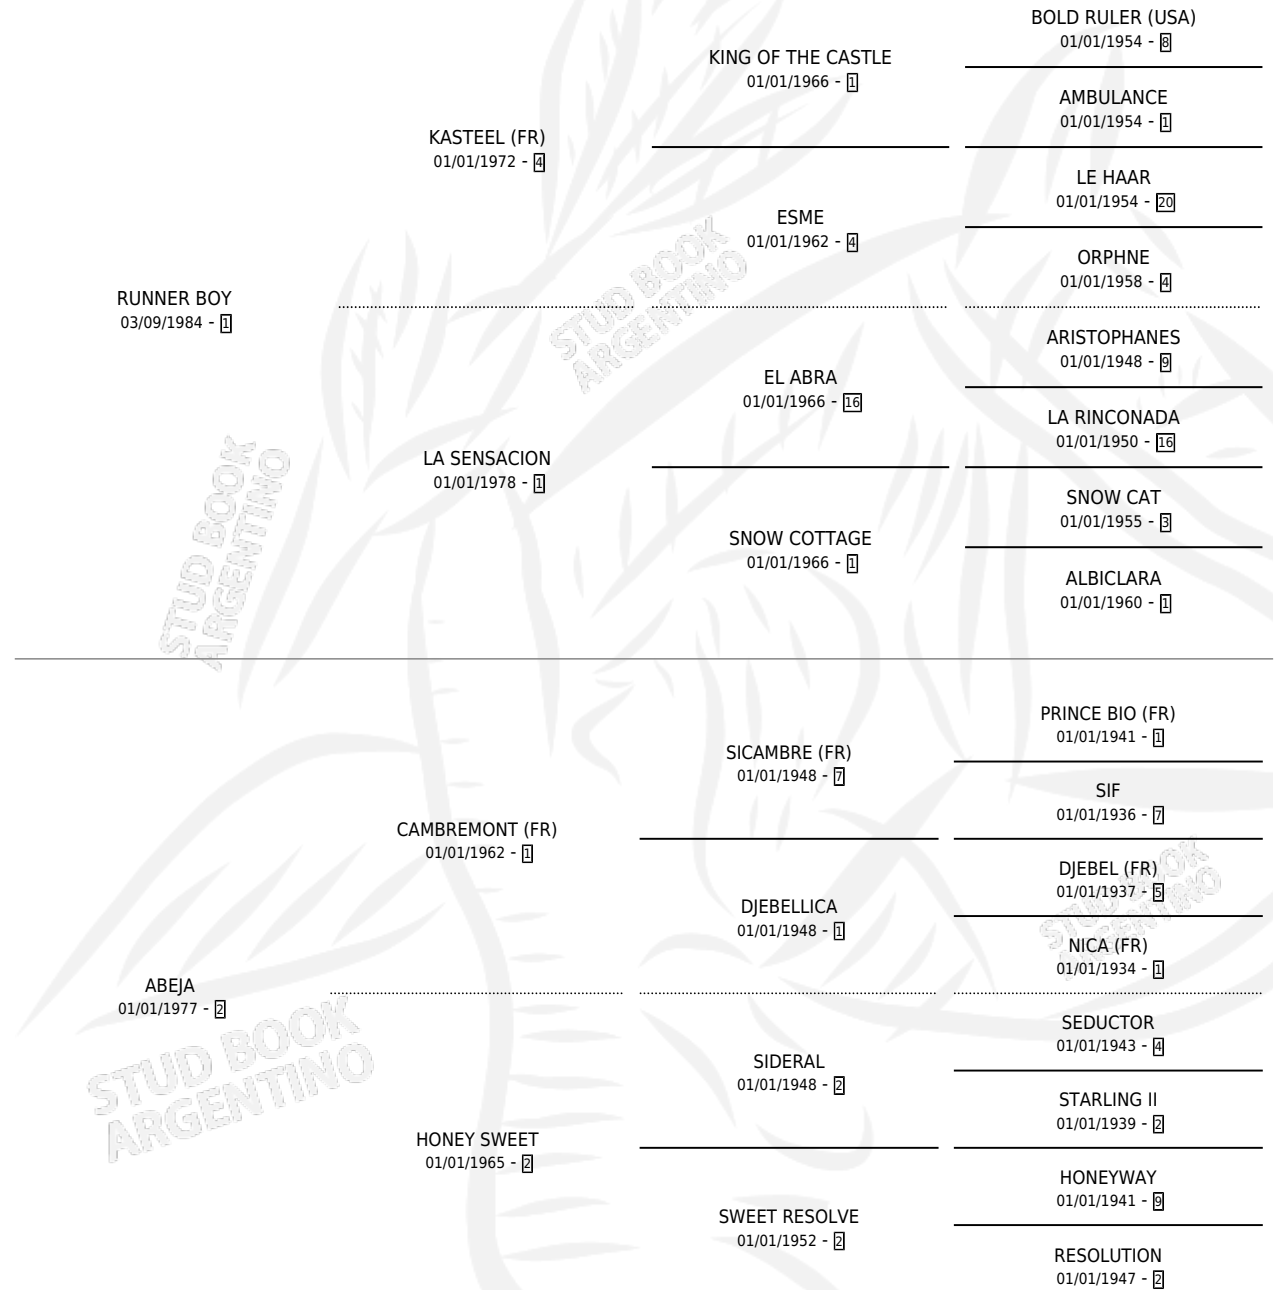 BOLD RULER (USA)
01/01/1954 - 8
KING OF THE CASTLE
01/01/1966 - 1
AMBULANCE
01/01/1954 - 1
KASTEEL (FR)
01/01/1972 - 4
LE HAAR
01/01/1954 - 20
ESME
01/01/1962 - 4
ORPHNE
01/01/1958 - 4
RUNNER BOY
03/09/1984 - 1
ARISTOPHANES
01/01/1948 - 9
EL ABRA
01/01/1966 - 16
LA RINCONADA
01/01/1950 - 16
LA SENSACION
01/01/1978 - 1
SNOW CAT
01/01/1955 - 3
SNOW COTTAGE
01/01/1966 - 1
ALBICLARA
01/01/1960 - 1
PRINCE BIO (FR)
01/01/1941 - 1
SICAMBRE (FR)
01/01/1948 - 7
SIF
01/01/1936 - 7
CAMBREMONT (FR)
01/01/1962 - 1
DJEBEL (FR)
01/01/1937 - 5
DJEBELLICA
01/01/1948 - 1
NICA (FR)
01/01/1934 - 1
ABEJA
01/01/1977 - 2
SEDUCTOR
01/01/1943 - 4
SIDERAL
01/01/1948 - 2
STARLING II
01/01/1939 - 2
HONEY SWEET
01/01/1965 - 2
HONEYWAY
01/01/1941 - 9
SWEET RESOLVE
01/01/1952 - 2
RESOLUTION
01/01/1947 - 2
STUD BOOK
ARGENTINO
STUD BOOK
ARGENTINO
STUD BOOK
ARGENTINO
STUD BOOK
ARGENTINO